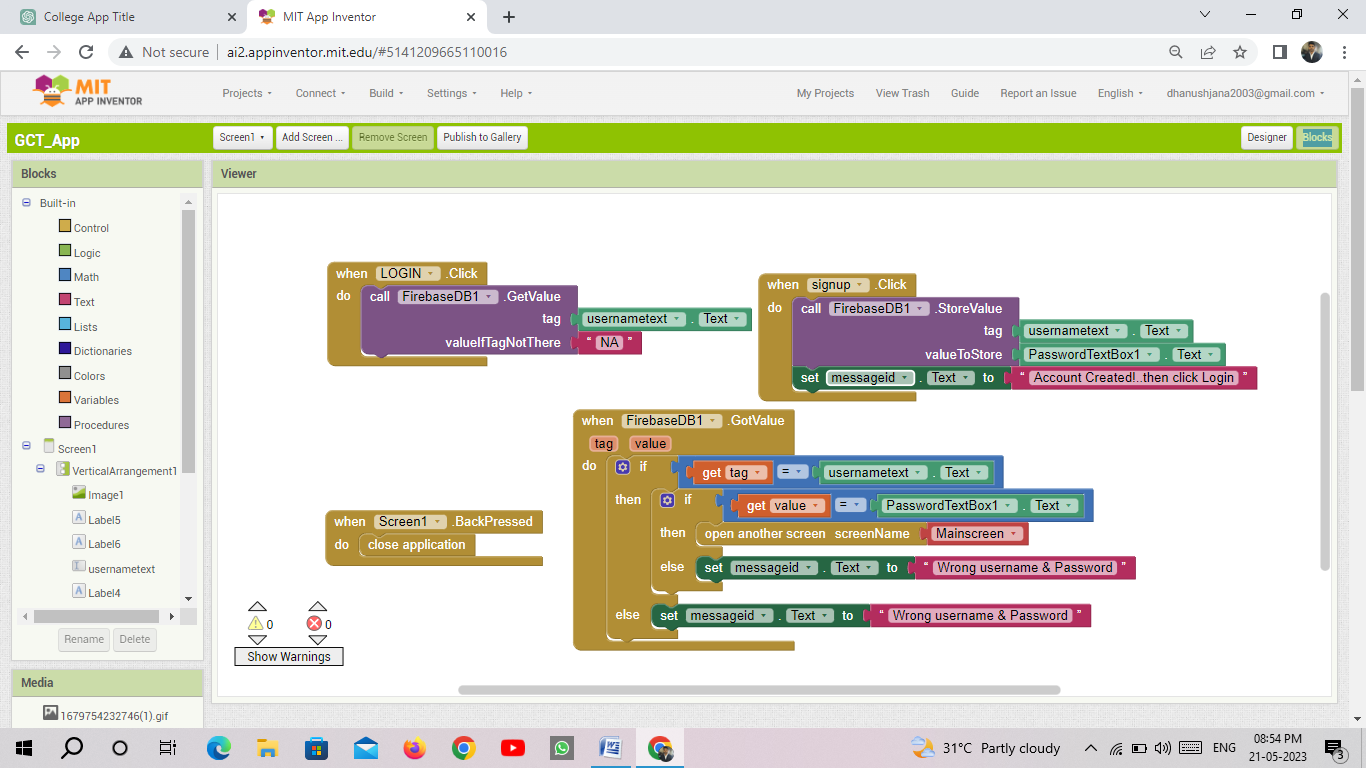 College App Title
MIT App Inventor
Not secure ai2.appinventor.mit.edu/#5141209665110016
MIT
APP INVENTOR
Projects Connect Build Settings Help My Projects View Trash Guide Report an Issue English dhanushjana2003@gmail.com
GCT_App
Screen1 Add Screen ... Remove Screen Publish to Gallery Designer Blocks
Blocks
Built-in
Control
Logic
Math
Text
Lists
Dictionaries
Colors
Variables
Procedures
Screen1
VerticalArrangement1
Image1
Label5
Label6
usernametext
Label4
Rename Delete
Media
1679754232746(1).gif
Viewer
when LOGIN .Click
do call FirebaseDB1 .GetValue
tag usernametext . Text
valueIfTagNotThere " NA "
when signup .Click
do call FirebaseDB1 .StoreValue
tag usernametext . Text
valueToStore PasswordTextBox1 . Text
set messageid . Text to " Account Created!..then click Login "
when FirebaseDB1 .GotValue
tag value
do if get tag = usernametext . Text
then if get value = PasswordTextBox1 . Text
then open another screen screenName Mainscreen
else set messageid . Text to " Wrong username & Password "
else set messageid . Text to " Wrong username & Password "
when Screen1 .BackPressed
do close application
0 0
Show Warnings
31°C Partly cloudy
ENG
08:54 PM
21-05-2023
3